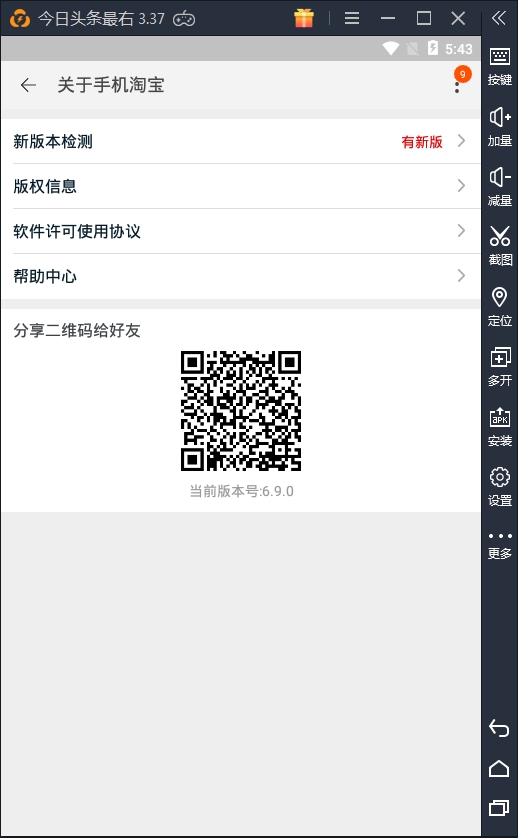 今日头条最右 3.37
5:43
关于手机淘宝
9
新版本检测
有新版
版权信息
软件许可使用协议
帮助中心
分享二维码给好友
当前版本号:6.9.0
按键
加量
减量
截图
定位
多开
APK
安装
设置
更多